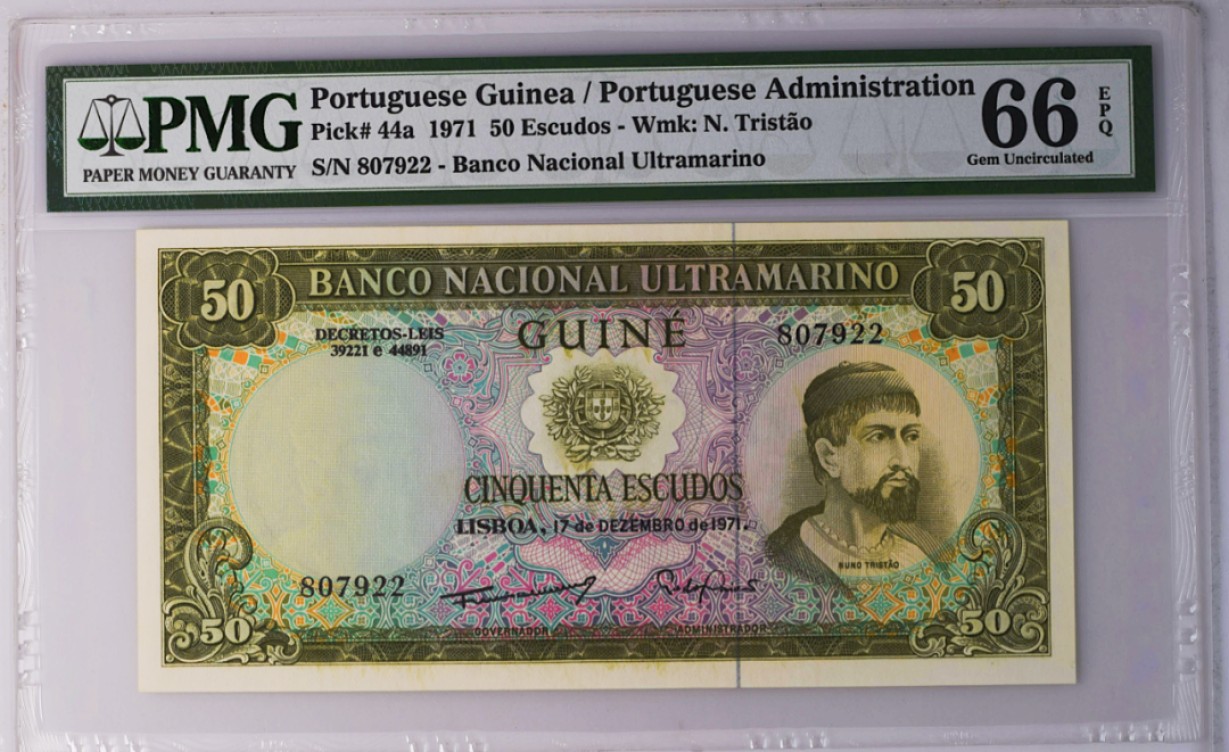 PMG
PAPER MONEY GUARANTY
Portuguese Guinea / Portuguese Administration
Pick# 44a 1971 50 Escudos - Wmk: N. Tristão
S/N 807922 - Banco Nacional Ultramarino
66
EPQ
Gem Uncirculated
50
BANCO NACIONAL ULTRAMARINO
50
DECRETOS-LEIS
39221 e 44891
GUINÉ
807922
CINQUENTA ESCUDOS
LISBOA, 17 de DEZEMBRO de 1971.
NUNO TRISTÃO
807922
GOVERNADOR
ADMINISTRADOR
50
50